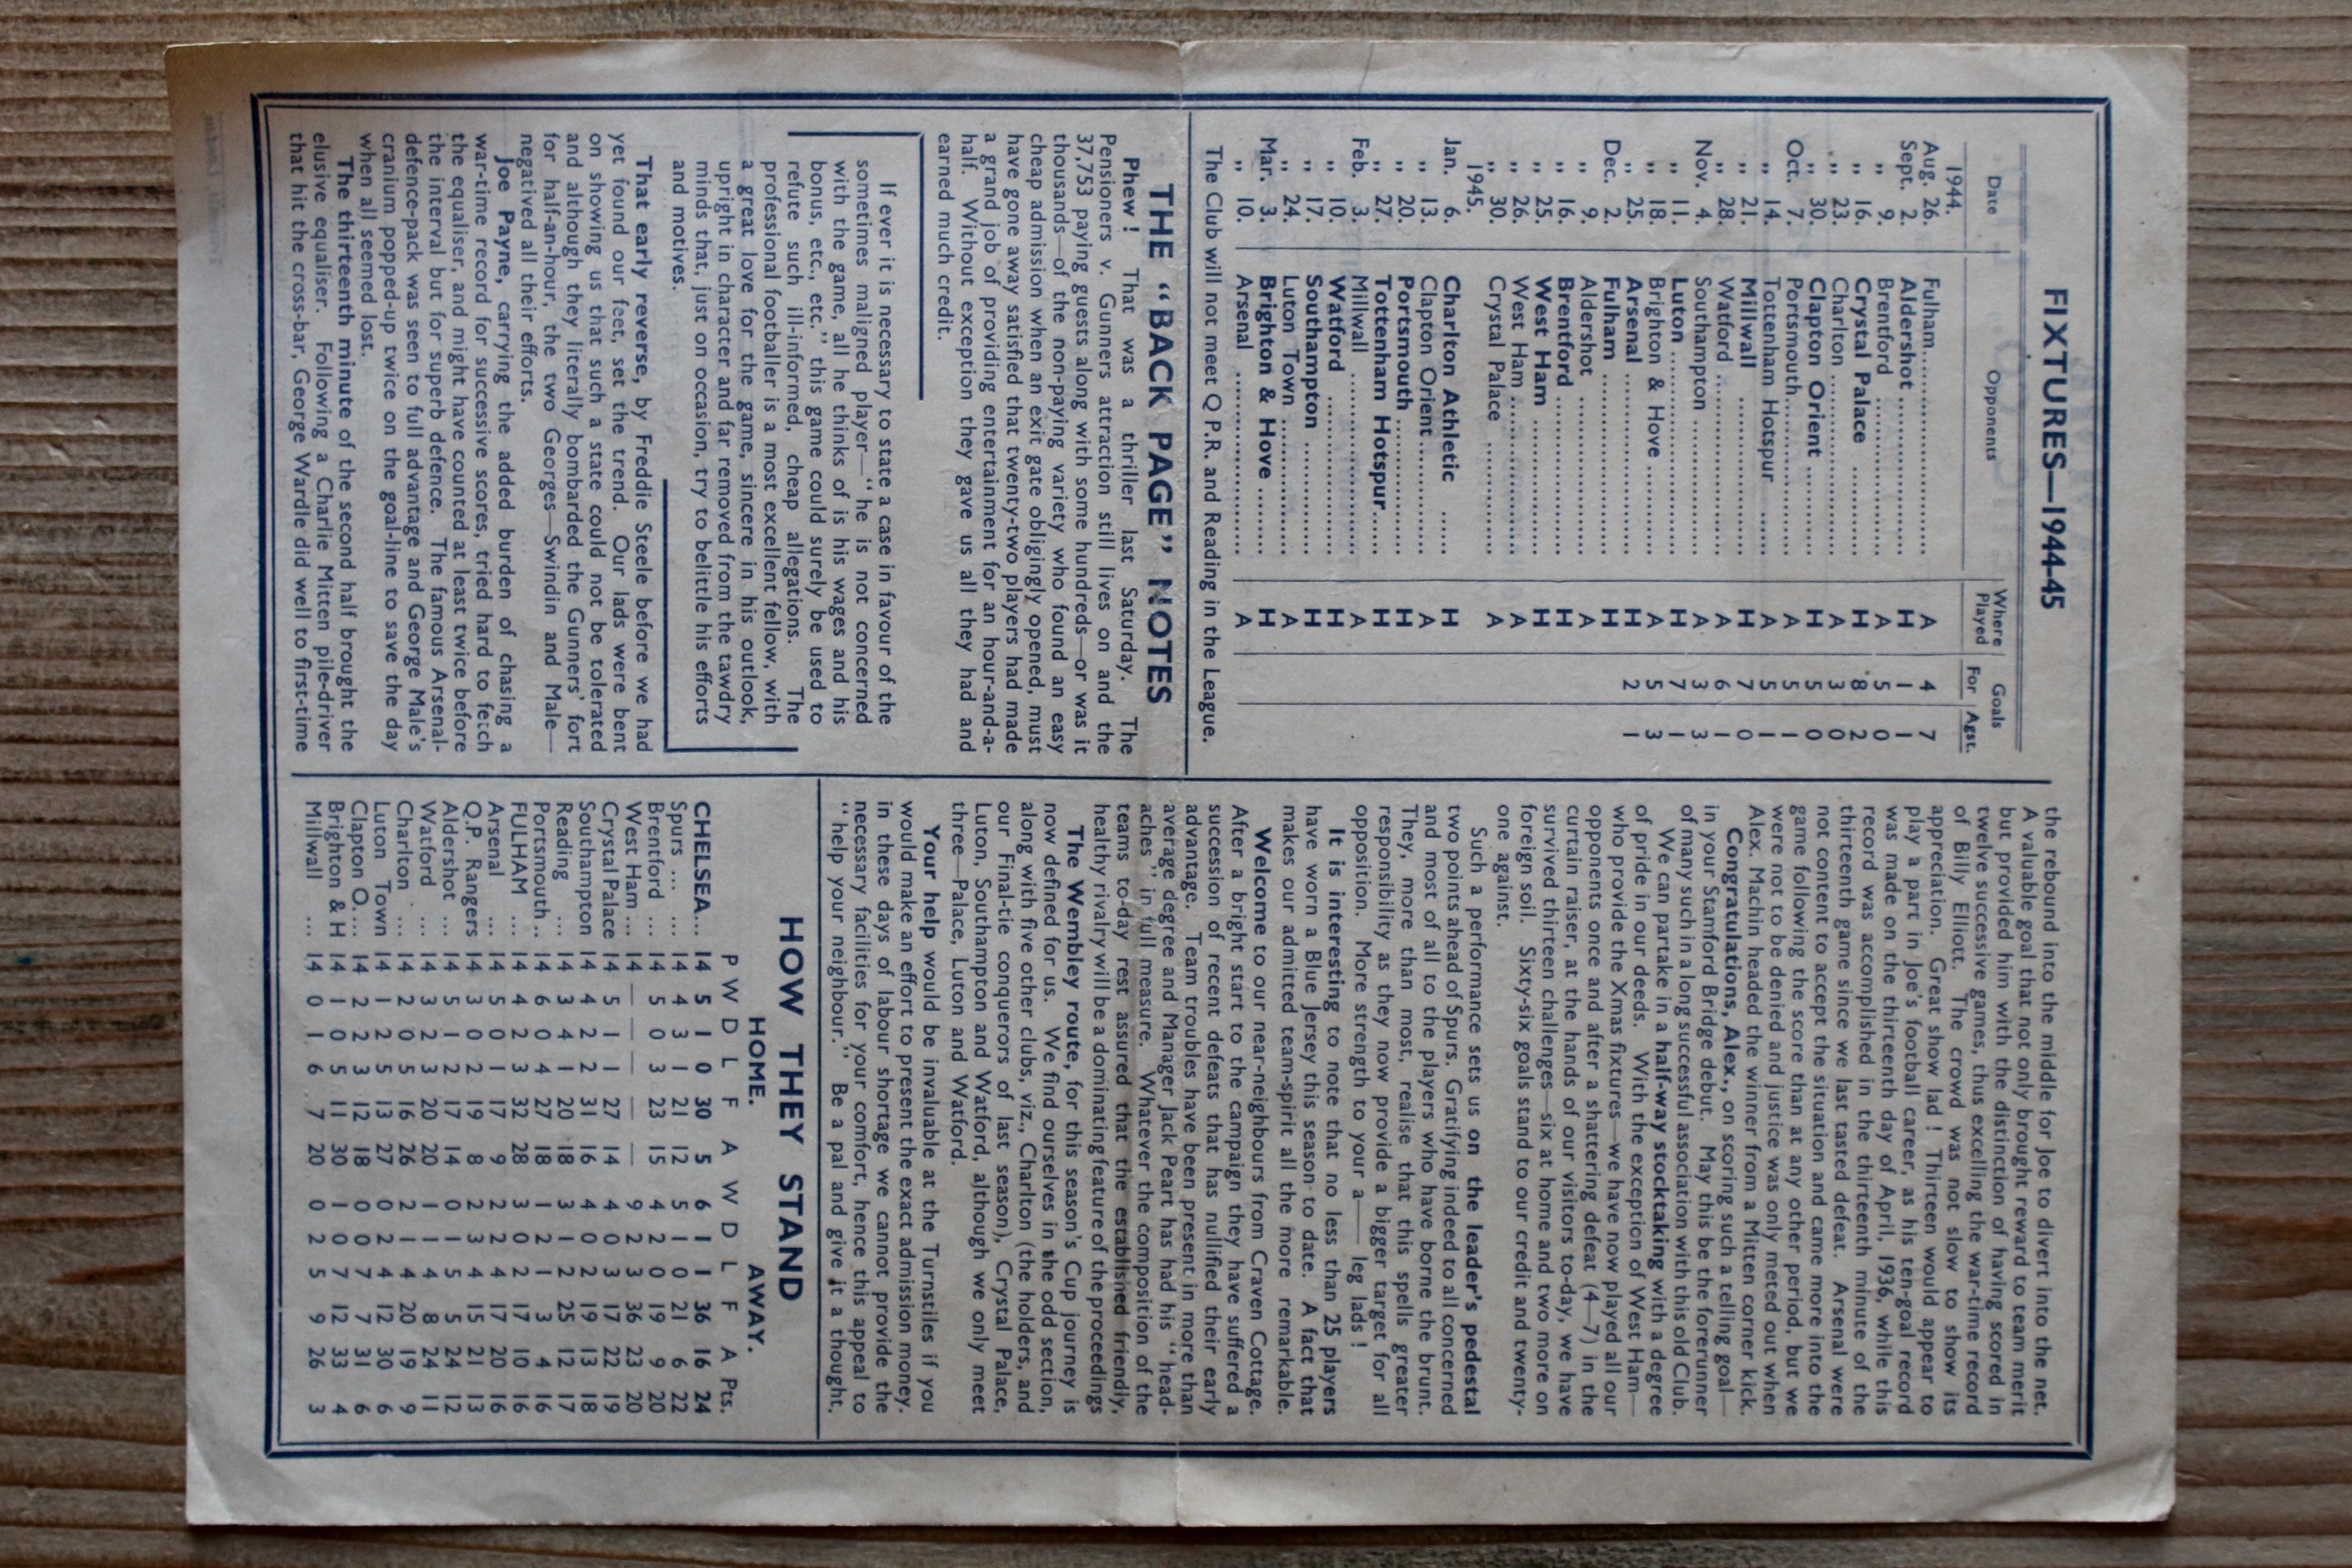 FIXTURES—1944-45
Date Opponents Where Played Goals For Agst.
1944.
Aug. 26. Fulham A 4 7
Sept. 2. Aldershot H 1 1
„ 9. Brentford A 5 0
„ 16. Crystal Palace H 8 2
„ 23. Charlton A 3 0
„ 30. Clapton Orient H 5 0
Oct. 7. Portsmouth A 5 1
„ 14. Tottenham Hotspur A 5 1
„ 21. Millwall H 7 0
„ 28. Watford A 6 1
Nov. 4. Southampton A 3 3
„ 11. Luton H 7 1
„ 18. Brighton & Hove A 5 3
„ 25. Arsenal H 2 1
Dec. 2. Fulham H
„ 9. Aldershot A
„ 16. Brentford H
„ 25. West Ham H
„ 26. West Ham A
„ 30. Crystal Palace A
1945.
Jan. 6. Charlton Athletic H
„ 13. Clapton Orient A
„ 20. Portsmouth H
„ 27. Tottenham Hotspur H
Feb. 3. Millwall A
„ 10. Watford H
„ 17. Southampton H
„ 24. Luton Town A
Mar. 3. Brighton & Hove H
„ 10. Arsenal A
The Club will not meet Q P.R. and Reading in the League.
THE “BACK PAGE” NOTES
Phew! That was a thriller last Saturday. The
Pensioners v. Gunners attraction still lives on and the
37,753 paying guests along with some hundreds—or was it
thousands—of the non-paying variety who found an easy
cheap admission when an exit gate obligingly opened, must
have gone away satisfied that twenty-two players had made
a grand job of providing entertainment for an hour-and-a-
half. Without exception they gave us all they had and
earned much credit.
If ever it is necessary to state a case in favour of the
sometimes maligned player—“he is not concerned
with the game, all he thinks of is his wages and his
bonus, etc., etc.” this game could surely be used to
refute such ill-informed, cheap allegations. The
professional footballer is a most excellent fellow, with
a great love for the game, sincere in his outlook,
upright in character and far removed from the tawdry
minds that, just on occasion, try to belittle his efforts
and motives.
That early reverse, by Freddie Steele before we had
yet found our feet, set the trend. Our lads were bent
on showing us that such a state could not be tolerated
and although they literally bombarded the Gunners' fort
for half-an-hour, the two Georges—Swindin and Male—
negatived all their efforts.
Joe Payne, carrying the added burden of chasing a
war-time record for successive scores, tried hard to fetch
the equaliser, and might have counted at least twice before
the interval but for superb defence. The famous Arsenal-
defence-pack was seen to full advantage and George Male's
cranium popped-up twice on the goal-line to save the day
when all seemed lost.
The thirteenth minute of the second half brought the
elusive equaliser. Following a Charlie Mitten pile-driver
that hit the cross-bar, George Wardle did well to first-time
the rebound into the middle for Joe to divert into the net.
A valuable goal that not only brought reward to team merit
but provided him with the distinction of having scored in
twelve successive games, thus excelling the war-time record
of Billy Elliott. The crowd was not slow to show its
appreciation. Great show lad! Thirteen would appear to
play a part in Joe's football career, as his ten-goal record
was made on the thirteenth day of April, 1936, while this
record was accomplished in the thirteenth minute of the
thirteenth game since we last tasted defeat. Arsenal were
not content to accept the situation and came more into the
game following the score than at any other period, but we
were not to be denied and justice was only meted out when
Alex. Machin headed the winner from a Mitten corner kick.
Congratulations, Alex., on scoring such a telling goal—
in your Stamford Bridge debut. May this be the forerunner
of many such in a long successful association with this old Club.
We can partake in a half-way stocktaking with a degree
of pride in our deeds. With the exception of West Ham—
who provide the Xmas fixtures—we have now played all our
opponents once and after a shattering defeat (4—7) in the
curtain raiser, at the hands of our visitors to-day, we have
survived thirteen challenges—six at home and two more on
foreign soil. Sixty-six goals stand to our credit and twenty-
one against.
Such a performance sets us on the leader's pedestal
two points ahead of Spurs. Gratifying indeed to all concerned
and most of all to the players who have borne the brunt.
They, more than most, realise that this spells greater
responsibility as they now provide a bigger target for all
opposition. More strength to your a—— leg lads!
It is interesting to note that no less than 25 players
have worn a Blue Jersey this season to date. A fact that
makes our admitted team-spirit all the more remarkable.
Welcome to our near-neighbours from Craven Cottage.
After a bright start to the campaign they have suffered a
succession of recent defeats that has nullified their early
advantage. Team troubles have been present in more than
average degree and Manager Jack Peart has had his “head-
aches” in full measure. Whatever the composition of the
teams to-day rest assured that the established friendly,
healthy rivalry will be a dominating feature of the proceedings
The Wembley route, for this season's Cup journey is
now defined for us. We find ourselves in the odd section,
along with five other clubs, viz., Charlton (the holders, and
our Final-tie conquerors of last season), Crystal Palace,
Luton, Southampton and Watford, although we only meet
three—Palace, Luton and Watford.
Your help would be invaluable at the Turnstiles if you
would make an effort to present the exact admission money.
in these days of labour shortage we cannot provide the
necessary facilities for your comfort, hence this appeal to
“help your neighbour.” Be a pal and give it a thought.
HOW THEY STAND
HOME. AWAY.
P W D L F A W D L F A Pts.
CHELSEA... 14 5 1 0 30 5 6 1 1 36 16 24
Spurs ... ... 14 4 3 1 21 12 5 1 0 21 6 22
Brentford ... 14 5 0 3 23 15 4 2 0 19 9 20
West Ham ... 14 — — — — — 9 2 3 36 23 20
Crystal Palace 14 5 1 1 27 14 4 0 3 17 22 19
Southampton 14 4 2 2 31 16 4 0 2 19 13 18
Reading ... 14 3 4 1 20 18 3 1 2 25 12 17
Portsmouth .. 14 6 0 4 27 18 1 2 1 3 4 16
FULHAM ... 14 4 2 3 32 28 3 0 2 17 10 16
Arsenal ... 14 5 0 1 17 9 2 2 4 17 20 16
Q.P. Rangers 14 3 0 2 19 8 2 3 4 15 21 13
Aldershot ... 14 5 1 2 17 14 0 1 5 5 24 12
Watford ... 14 3 2 3 20 20 1 1 4 8 24 11
Charlton ... 14 2 0 5 16 26 2 1 4 20 19 9
Luton Town 14 1 2 5 13 27 0 2 4 12 30 6
Clapton O. ... 14 2 2 3 12 18 0 0 7 7 31 6
Brighton & H 14 1 0 5 11 30 1 0 7 12 33 4
Millwall ... 14 0 1 6 7 20 0 2 5 9 26 3